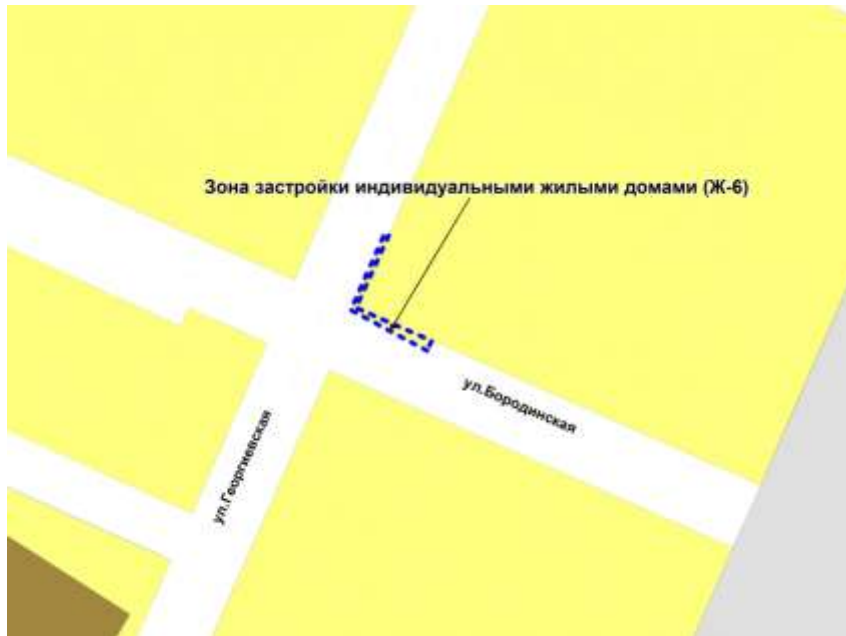 Зона застройки индивидуальными жилыми домами (Ж-6)
ул.Бородинская
ул.Георгиевская